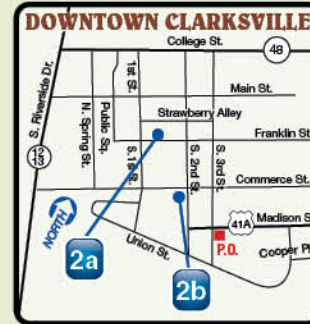 DOWNTOWN CLARKSVILLE
College St.
48
1st St.
Main St.
S. Riverside Dr.
N. Spring St.
Public Sq.
Strawberry Alley
Franklin St
S. 1st St.
S. 2nd St.
S. 3rd St.
Commerce St.
NORTH
41A
Madison S
P.O.
Union St.
Cooper Pl
2a
2b